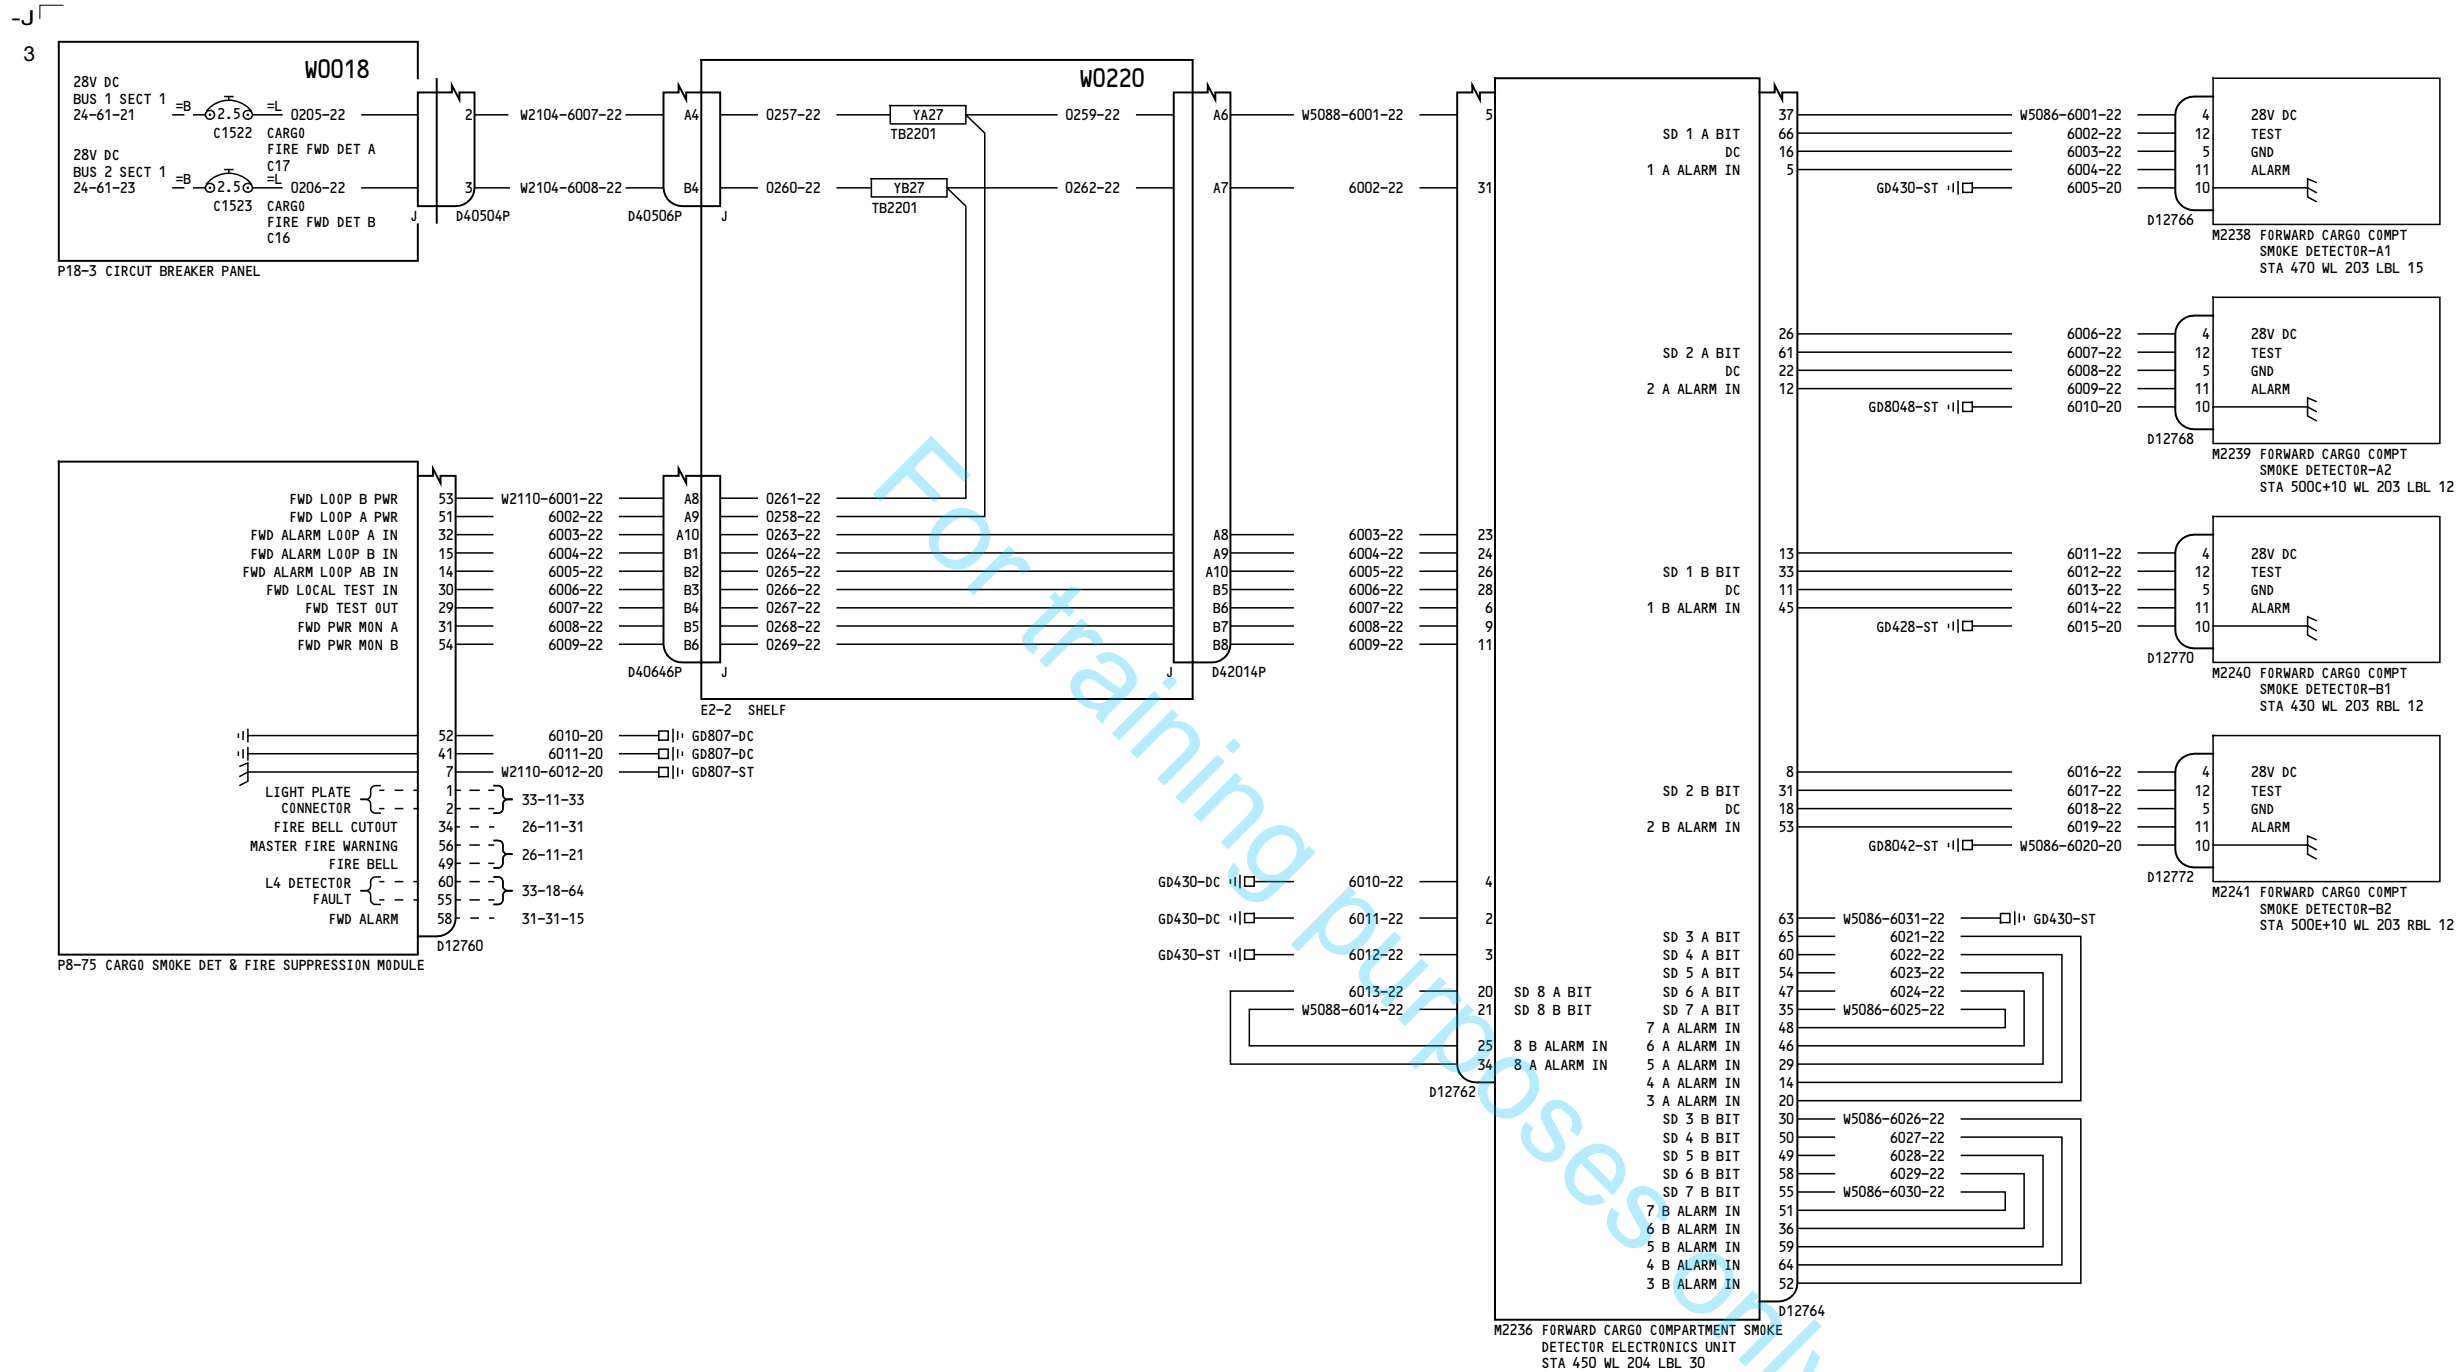 -J
3
W0018
28V DC
BUS 1 SECT 1
24-61-21
=B
2.5
=L
0205-22
C1522
CARGO
FIRE FWD DET A
C17
28V DC
BUS 2 SECT 1
24-61-23
=B
2.5
=L
0206-22
C1523
CARGO
FIRE FWD DET B
C16
P18-3 CIRCUT BREAKER PANEL
2
3
J
D40504P
W2104-6007-22
W2104-6008-22
A4
B4
D40506P
J
W0220
0257-22
YA27
TB2201
0259-22
0260-22
YB27
TB2201
0262-22
A6
A7
W5088-6001-22
6002-22
5
31
FWD LOOP B PWR 53 W2110-6001-22 A8 0261-22
FWD LOOP A PWR 51 6002-22 A9 0258-22
FWD ALARM LOOP A IN 32 6003-22 A10 0263-22 A8 6003-22 23
FWD ALARM LOOP B IN 15 6004-22 B1 0264-22 A9 6004-22 24
FWD ALARM LOOP AB IN 14 6005-22 B2 0265-22 A10 6005-22 26
FWD LOCAL TEST IN 30 6006-22 B3 0266-22 B5 6006-22 28
FWD TEST OUT 29 6007-22 B4 0267-22 B6 6007-22 6
FWD PWR MON A 31 6008-22 B5 0268-22 B7 6008-22 9
FWD PWR MON B 54 6009-22 B6 0269-22 B8 6009-22 11
D40646P
J
J
D42014P
E2-2 SHELF
52 6010-20 GD807-DC
41 6011-20 GD807-DC
7 W2110-6012-20 GD807-ST
LIGHT PLATE 1
CONNECTOR 2
33-11-33
FIRE BELL CUTOUT 34 26-11-31
MASTER FIRE WARNING 56
FIRE BELL 49
26-11-21
L4 DETECTOR 60
FAULT 55
33-18-64
FWD ALARM 58 31-31-15
D12760
P8-75 CARGO SMOKE DET & FIRE SUPPRESSION MODULE
GD430-DC 6010-22 4
GD430-DC 6011-22 2
GD430-ST 6012-22 3
6013-22 20 SD 8 A BIT
W5088-6014-22 21 SD 8 B BIT
25 8 B ALARM IN
34 8 A ALARM IN
D12762
37 W5086-6001-22 4 28V DC
SD 1 A BIT 66 6002-22 12 TEST
DC 16 6003-22 5 GND
1 A ALARM IN 5 6004-22 11 ALARM
GD430-ST 6005-20 10
D12766
M2238 FORWARD CARGO COMPT
SMOKE DETECTOR-A1
STA 470 WL 203 LBL 15
26 6006-22 4 28V DC
SD 2 A BIT 61 6007-22 12 TEST
DC 22 6008-22 5 GND
2 A ALARM IN 12 6009-22 11 ALARM
GD8048-ST 6010-20 10
D12768
M2239 FORWARD CARGO COMPT
SMOKE DETECTOR-A2
STA 500C+10 WL 203 LBL 12
13 6011-22 4 28V DC
SD 1 B BIT 33 6012-22 12 TEST
DC 11 6013-22 5 GND
1 B ALARM IN 45 6014-22 11 ALARM
GD428-ST 6015-20 10
D12770
M2240 FORWARD CARGO COMPT
SMOKE DETECTOR-B1
STA 430 WL 203 RBL 12
8 6016-22 4 28V DC
SD 2 B BIT 31 6017-22 12 TEST
DC 18 6018-22 5 GND
2 B ALARM IN 53 6019-22 11 ALARM
GD8042-ST W5086-6020-20 10
D12772
M2241 FORWARD CARGO COMPT
SMOKE DETECTOR-B2
STA 500E+10 WL 203 RBL 12
63 W5086-6031-22 GD430-ST
SD 3 A BIT 65 6021-22
SD 4 A BIT 60 6022-22
SD 5 A BIT 54 6023-22
SD 6 A BIT 47 6024-22
SD 7 A BIT 35 W5086-6025-22
7 A ALARM IN 48
6 A ALARM IN 46
5 A ALARM IN 29
4 A ALARM IN 14
3 A ALARM IN 20
SD 3 B BIT 30 W5086-6026-22
SD 4 B BIT 50 6027-22
SD 5 B BIT 49 6028-22
SD 6 B BIT 58 6029-22
SD 7 B BIT 55 W5086-6030-22
7 B ALARM IN 51
6 B ALARM IN 36
5 B ALARM IN 59
4 B ALARM IN 64
3 B ALARM IN 52
D12764
M2236 FORWARD CARGO COMPARTMENT SMOKE
DETECTOR ELECTRONICS UNIT
STA 450 WL 204 LBL 30
For training purposes only